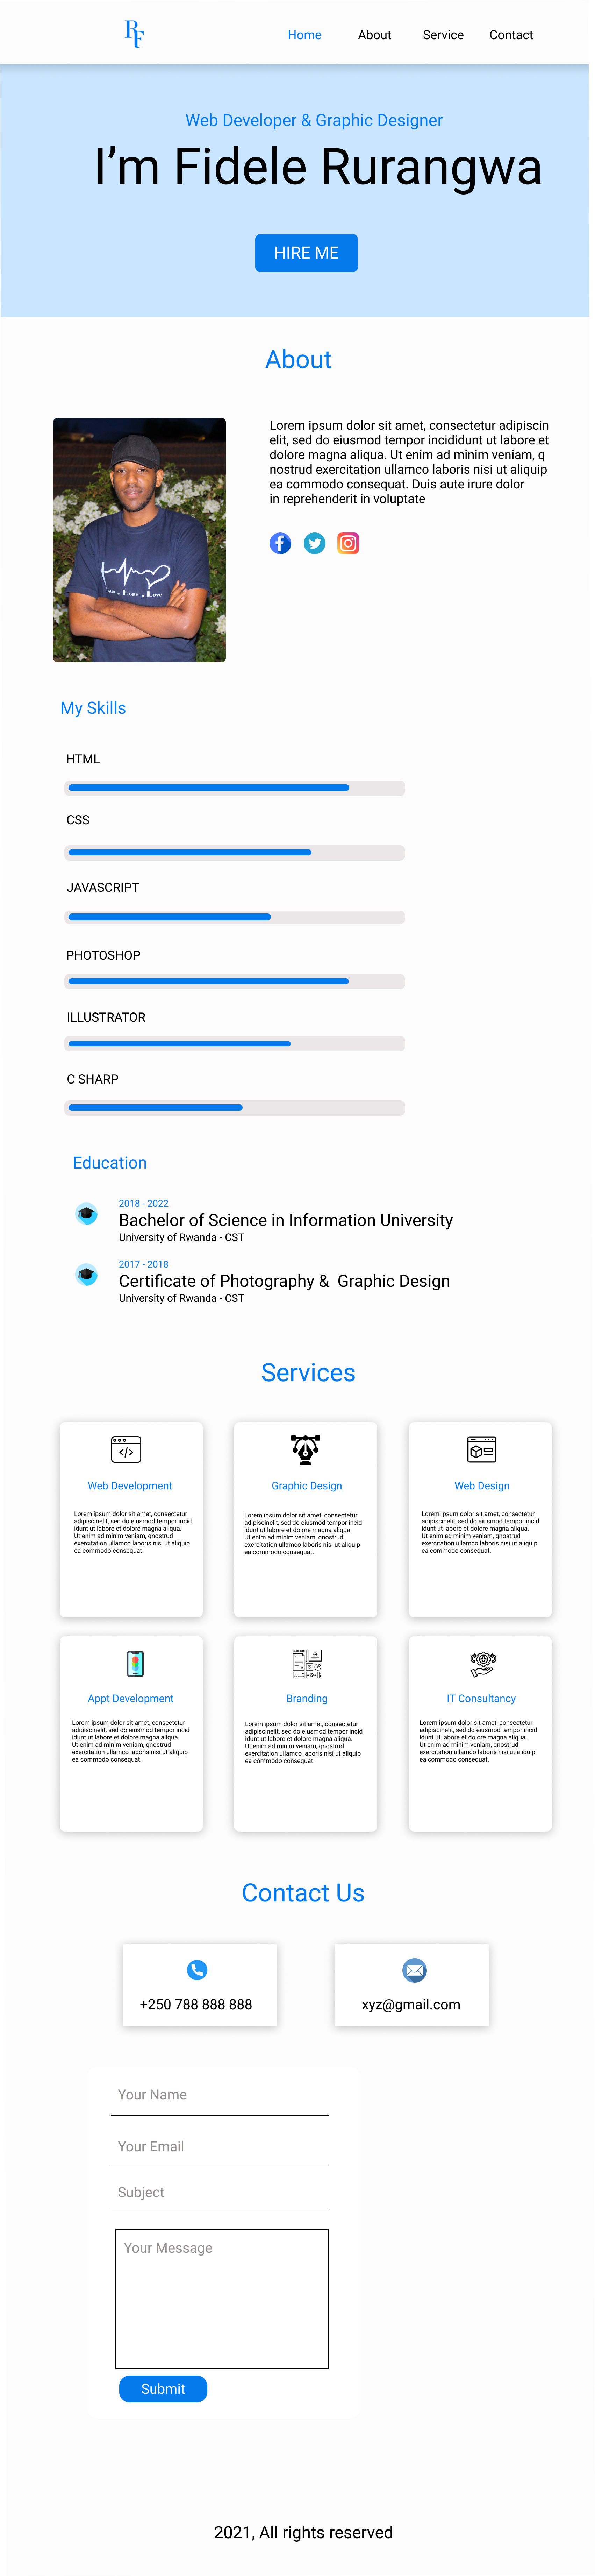 RF
Home About Service Contact
Web Developer & Graphic Designer
I'm Fidele Rurangwa
HIRE ME
About
Lorem ipsum dolor sit amet, consectetur adipiscin
elit, sed do eiusmod tempor incididunt ut labore et
dolore magna aliqua. Ut enim ad minim veniam, q
nostrud exercitation ullamco laboris nisi ut aliquip
ea commodo consequat. Duis aute irure dolor
in reprehenderit in voluptate
. Hope . Love
My Skills
HTML
CSS
JAVASCRIPT
PHOTOSHOP
ILLUSTRATOR
C SHARP
Education
2018 - 2022
Bachelor of Science in Information University
University of Rwanda - CST
2017 - 2018
Certificate of Photography & Graphic Design
University of Rwanda - CST
Services
Web Development
Lorem ipsum dolor sit amet, consectetur
adipiscinelit, sed do eiusmod tempor incid
idunt ut labore et dolore magna aliqua.
Ut enim ad minim veniam, qnostrud
exercitation ullamco laboris nisi ut aliquip
ea commodo consequat.
Graphic Design
Lorem ipsum dolor sit amet, consectetur
adipiscinelit, sed do eiusmod tempor incid
idunt ut labore et dolore magna aliqua.
Ut enim ad minim veniam, qnostrud
exercitation ullamco laboris nisi ut aliquip
ea commodo consequat.
Web Design
Lorem ipsum dolor sit amet, consectetur
adipiscinelit, sed do eiusmod tempor incid
idunt ut labore et dolore magna aliqua.
Ut enim ad minim veniam, qnostrud
exercitation ullamco laboris nisi ut aliquip
ea commodo consequat.
Appt Development
Lorem ipsum dolor sit amet, consectetur
adipiscinelit, sed do eiusmod tempor incid
idunt ut labore et dolore magna aliqua.
Ut enim ad minim veniam, qnostrud
exercitation ullamco laboris nisi ut aliquip
ea commodo consequat.
Branding
Lorem ipsum dolor sit amet, consectetur
adipiscinelit, sed do eiusmod tempor incid
idunt ut labore et dolore magna aliqua.
Ut enim ad minim veniam, qnostrud
exercitation ullamco laboris nisi ut aliquip
ea commodo consequat.
IT Consultancy
Lorem ipsum dolor sit amet, consectetur
adipiscinelit, sed do eiusmod tempor incid
idunt ut labore et dolore magna aliqua.
Ut enim ad minim veniam, qnostrud
exercitation ullamco laboris nisi ut aliquip
ea commodo consequat.
Contact Us
+250 788 888 888
xyz@gmail.com
Your Name
Your Email
Subject
Your Message
Submit
2021, All rights reserved